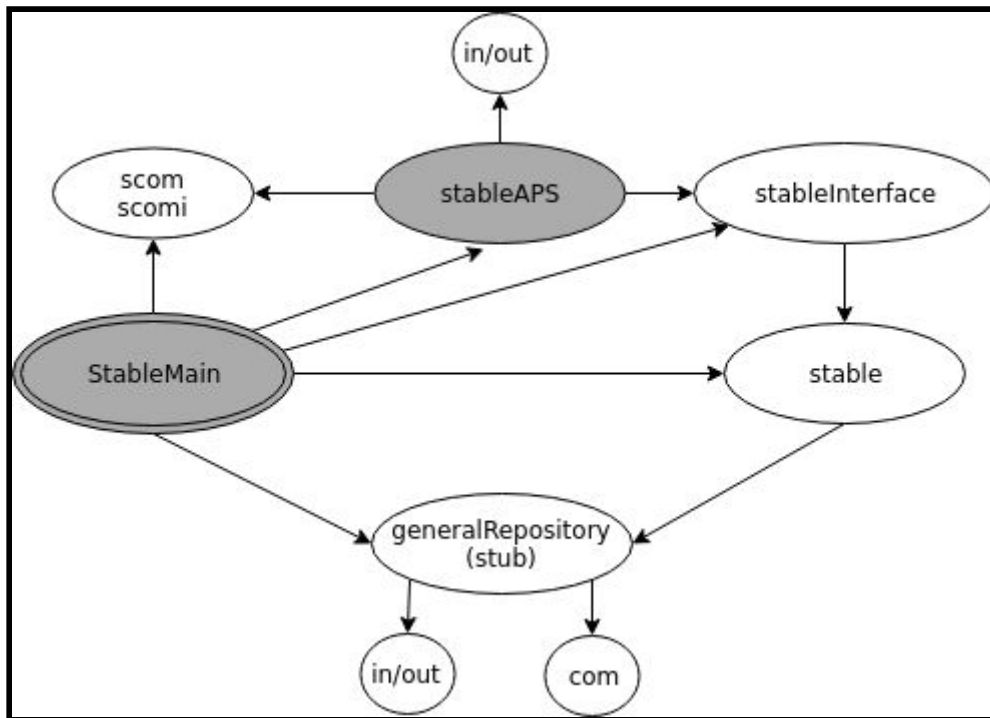 in/out
scom
scomi
stableAPS
stableInterface
StableMain
stable
generalRepository
(stub)
in/out
com